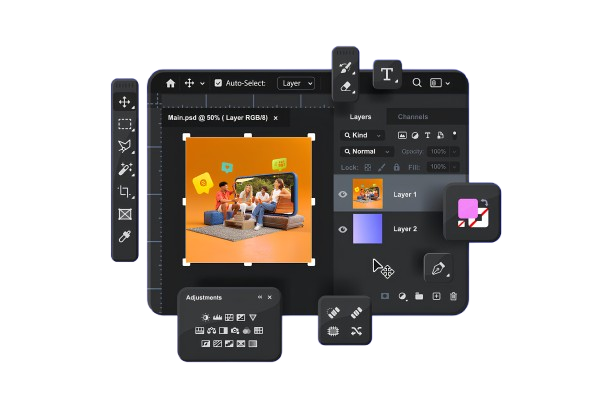 Auto-Select: Layer
T
Main.psd @ 50% ( Layer RGB/8) ×
Layers Channels
Kind T
Normal Opacity: 100%
Lock: Fill: 100%
Layer 1
Layer 2
Adjustments